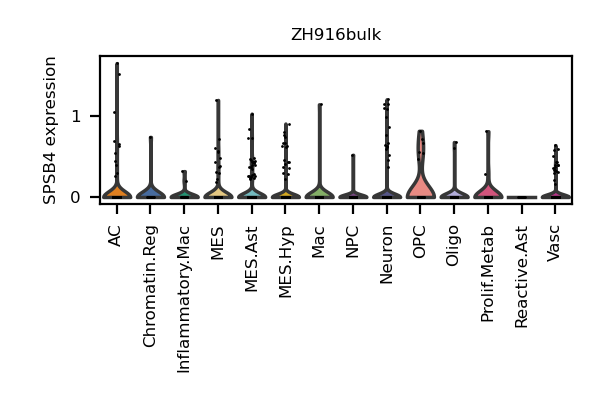 ZH916bulk
SPSB4 expression
1
0
AC
Chromatin.Reg
Inflammatory.Mac
MES
MES.Ast
MES.Hyp
Mac
NPC
Neuron
OPC
Oligo
Prolif.Metab
Reactive.Ast
Vasc